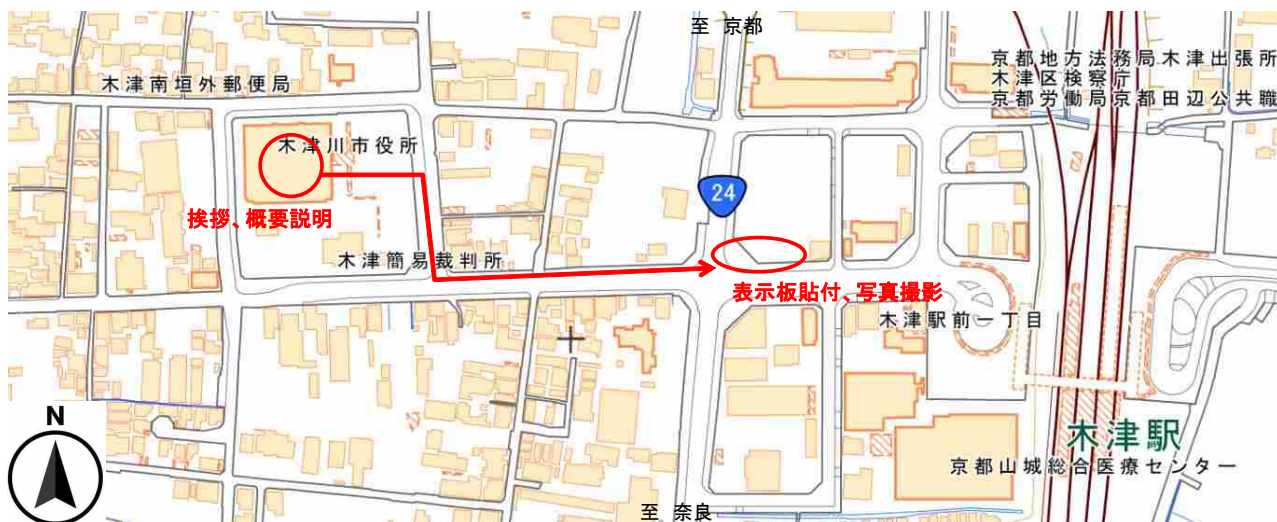 至 京都
京都地方法務局木津出張所
木津区検察庁
京都労働局京都田辺公共職
木津南垣外郵便局
木津川市役所
24
挨拶、概要説明
木津簡易裁判所
表示板貼付、写真撮影
木津駅前一丁目
N
木津駅
京都山城総合医療センター
至 奈良